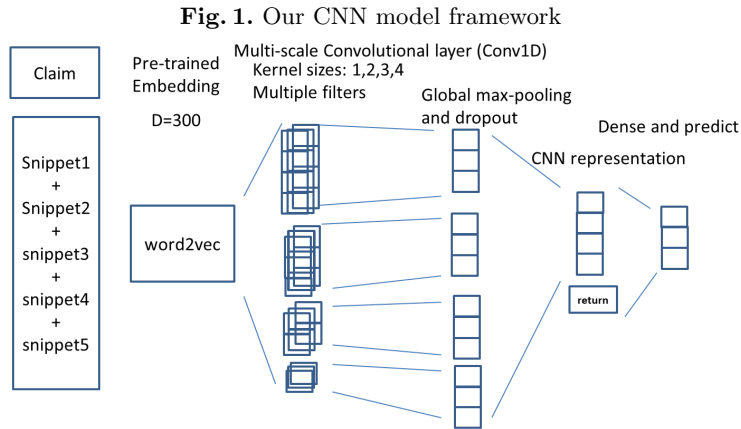 Fig. 1. Our CNN model framework
Claim
Snippet1
+
Snippet2
+
snippet3
+
snippet4
+
snippet5
Pre-trained
Embedding
D=300
word2vec
Multi-scale Convolutional layer (Conv1D)
Kernel sizes: 1,2,3,4
Multiple filters
Global max-pooling
and dropout
CNN representation
return
Dense and predict